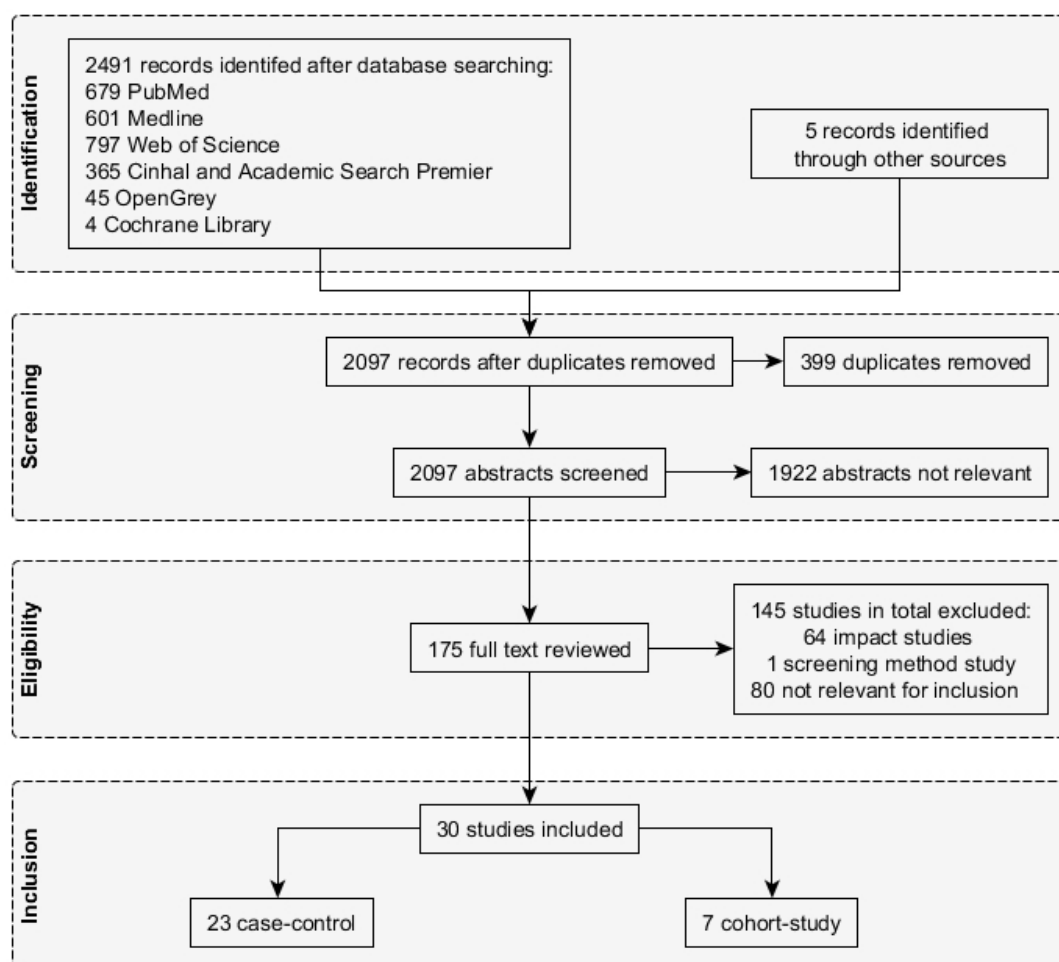 Identification
2491 records identifed after database searching:
679 PubMed
601 Medline
797 Web of Science
365 Cinhal and Academic Search Premier
45 OpenGrey
4 Cochrane Library
5 records identified
through other sources
Screening
2097 records after duplicates removed
399 duplicates removed
2097 abstracts screened
1922 abstracts not relevant
Eligibility
175 full text reviewed
145 studies in total excluded:
64 impact studies
1 screening method study
80 not relevant for inclusion
Inclusion
30 studies included
23 case-control
7 cohort-study